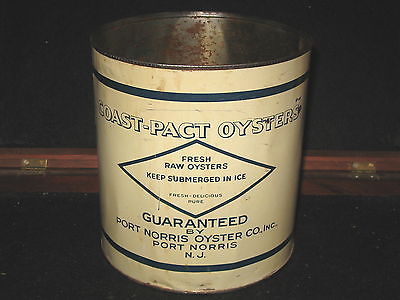 COAST-PACT OYSTERS
FRESH
RAW OYSTERS
KEEP SUBMERGED IN ICE
FRESH-DELICIOUS
PURE
GUARANTEED
BY
PORT NORRIS OYSTER CO., INC.
PORT NORRIS
N.J.